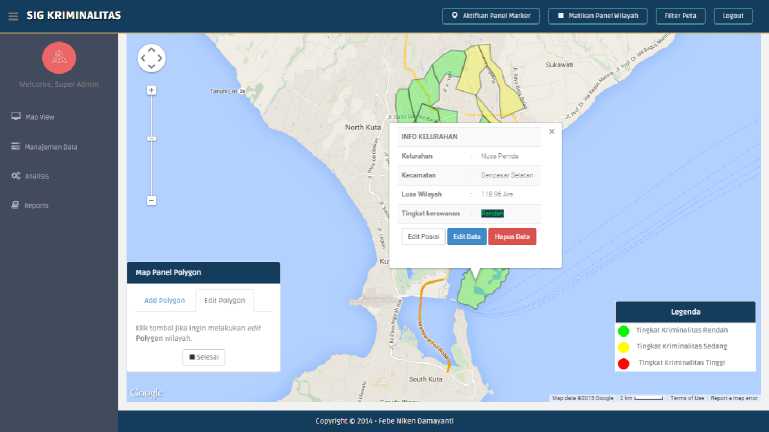 SIG KRIMINALITAS
Aktifkan Panel Marker
Matikan Panel Wilayah
Filter Peta
Logout
Welcome, Super Admin
Map View
Manajemen Data
Analisis
Reports
Sukawati
North Kuta
INFO KELURAHAN
×
Kelurahan : Nusa Penida
Kecamatan : Denpasar Selatan
Luas Wilayah : 118.96 Are
Tingkat kerawanan : Rendah
Edit Posisi
Edit Data
Hapus Data
Map Panel Polygon
Add Polygon
Edit Polygon
Klik tombol jika ingin melakukan edit
Polygon wilayah.
Selesai
Legenda
Tingkat Kriminalitas Rendah
Tingkat Kriminalitas Sedang
Tingkat Kriminalitas Tinggi
South Kuta
Google
Map data ©2015 Google
2 km
Terms of Use
Report a map error
Copyright © 2014 - Febe Niken Damayanti